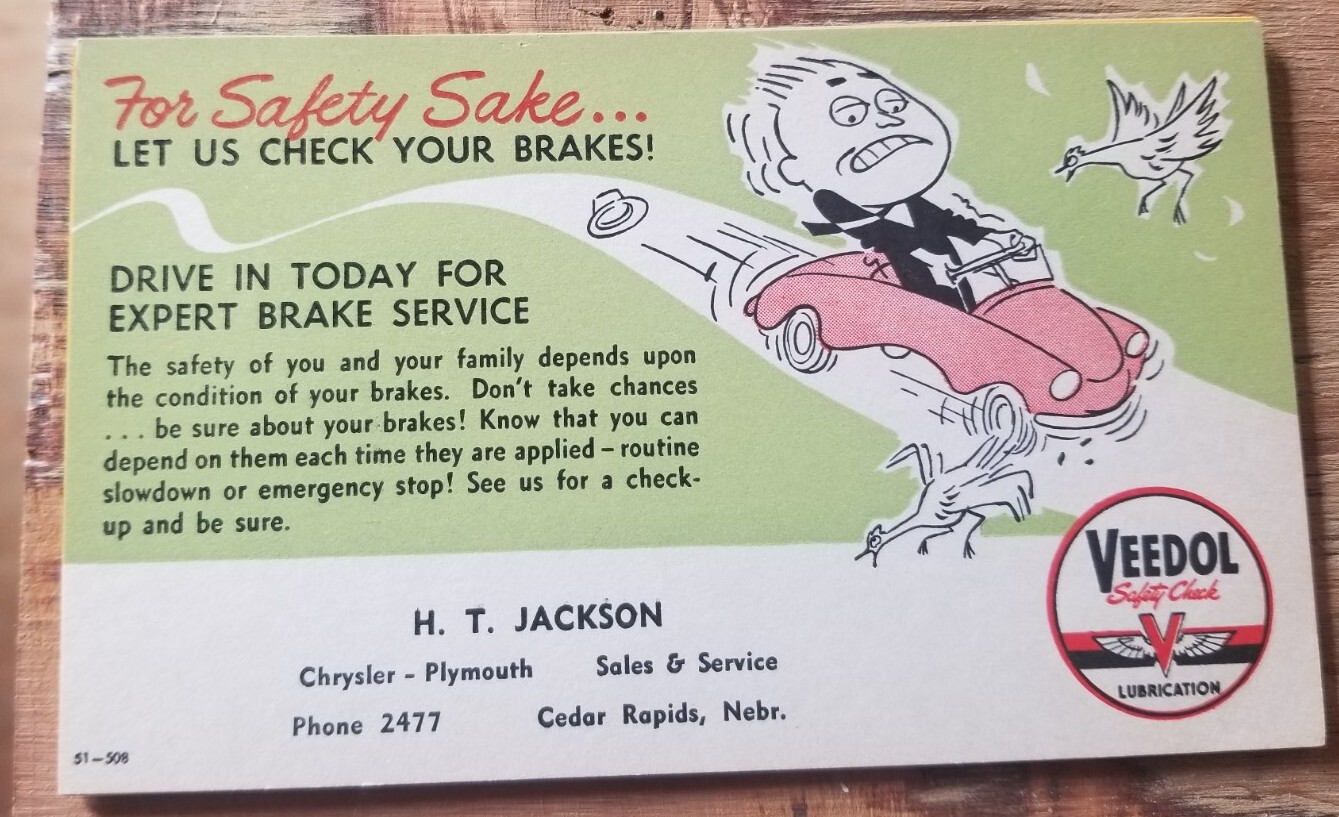 For Safety Sake...
LET US CHECK YOUR BRAKES!
DRIVE IN TODAY FOR
EXPERT BRAKE SERVICE
The safety of you and your family depends upon
the condition of your brakes. Don't take chances
... be sure about your brakes! Know that you can
depend on them each time they are applied – routine
slowdown or emergency stop! See us for a check-
up and be sure.
VEEDOL
Safety Check
V
LUBRICATION
H. T. JACKSON
Chrysler - Plymouth Sales & Service
Phone 2477 Cedar Rapids, Nebr.
51-508